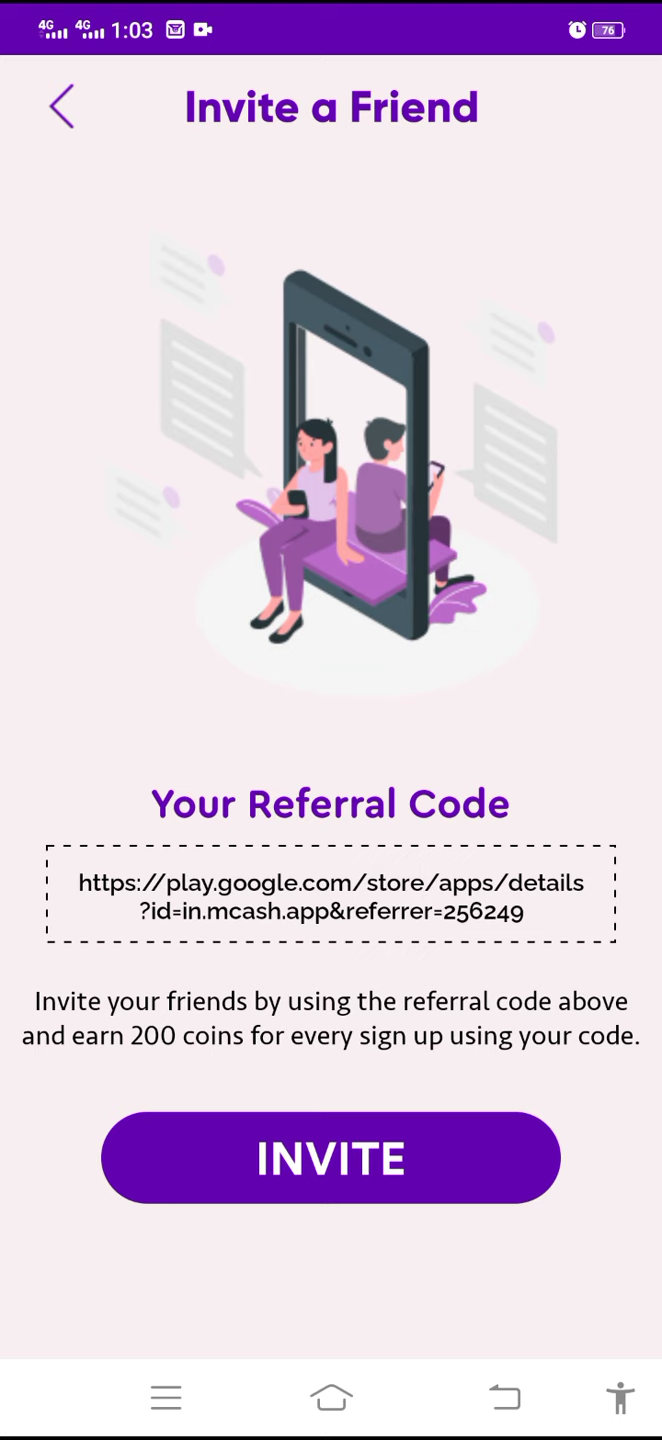 4G 4G 1:03 76
Invite a Friend
Your Referral Code
https://play.google.com/store/apps/details
?id=in.mcash.app&referrer=256249
Invite your friends by using the referral code above
and earn 200 coins for every sign up using your code.
INVITE